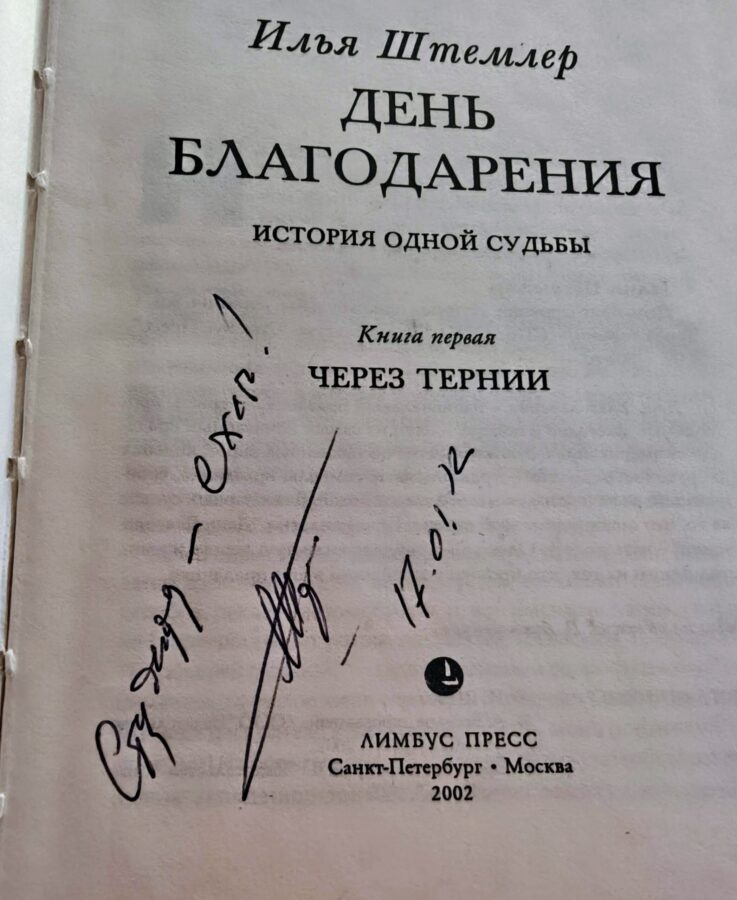 Илья Штемлер
ДЕНЬ
БЛАГОДАРЕНИЯ
ИСТОРИЯ ОДНОЙ СУДЬБЫ
Книга первая
ЧЕРЕЗ ТЕРНИИ
17.01.12
ЛИМБУС ПРЕСС
Санкт-Петербург • Москва
2002